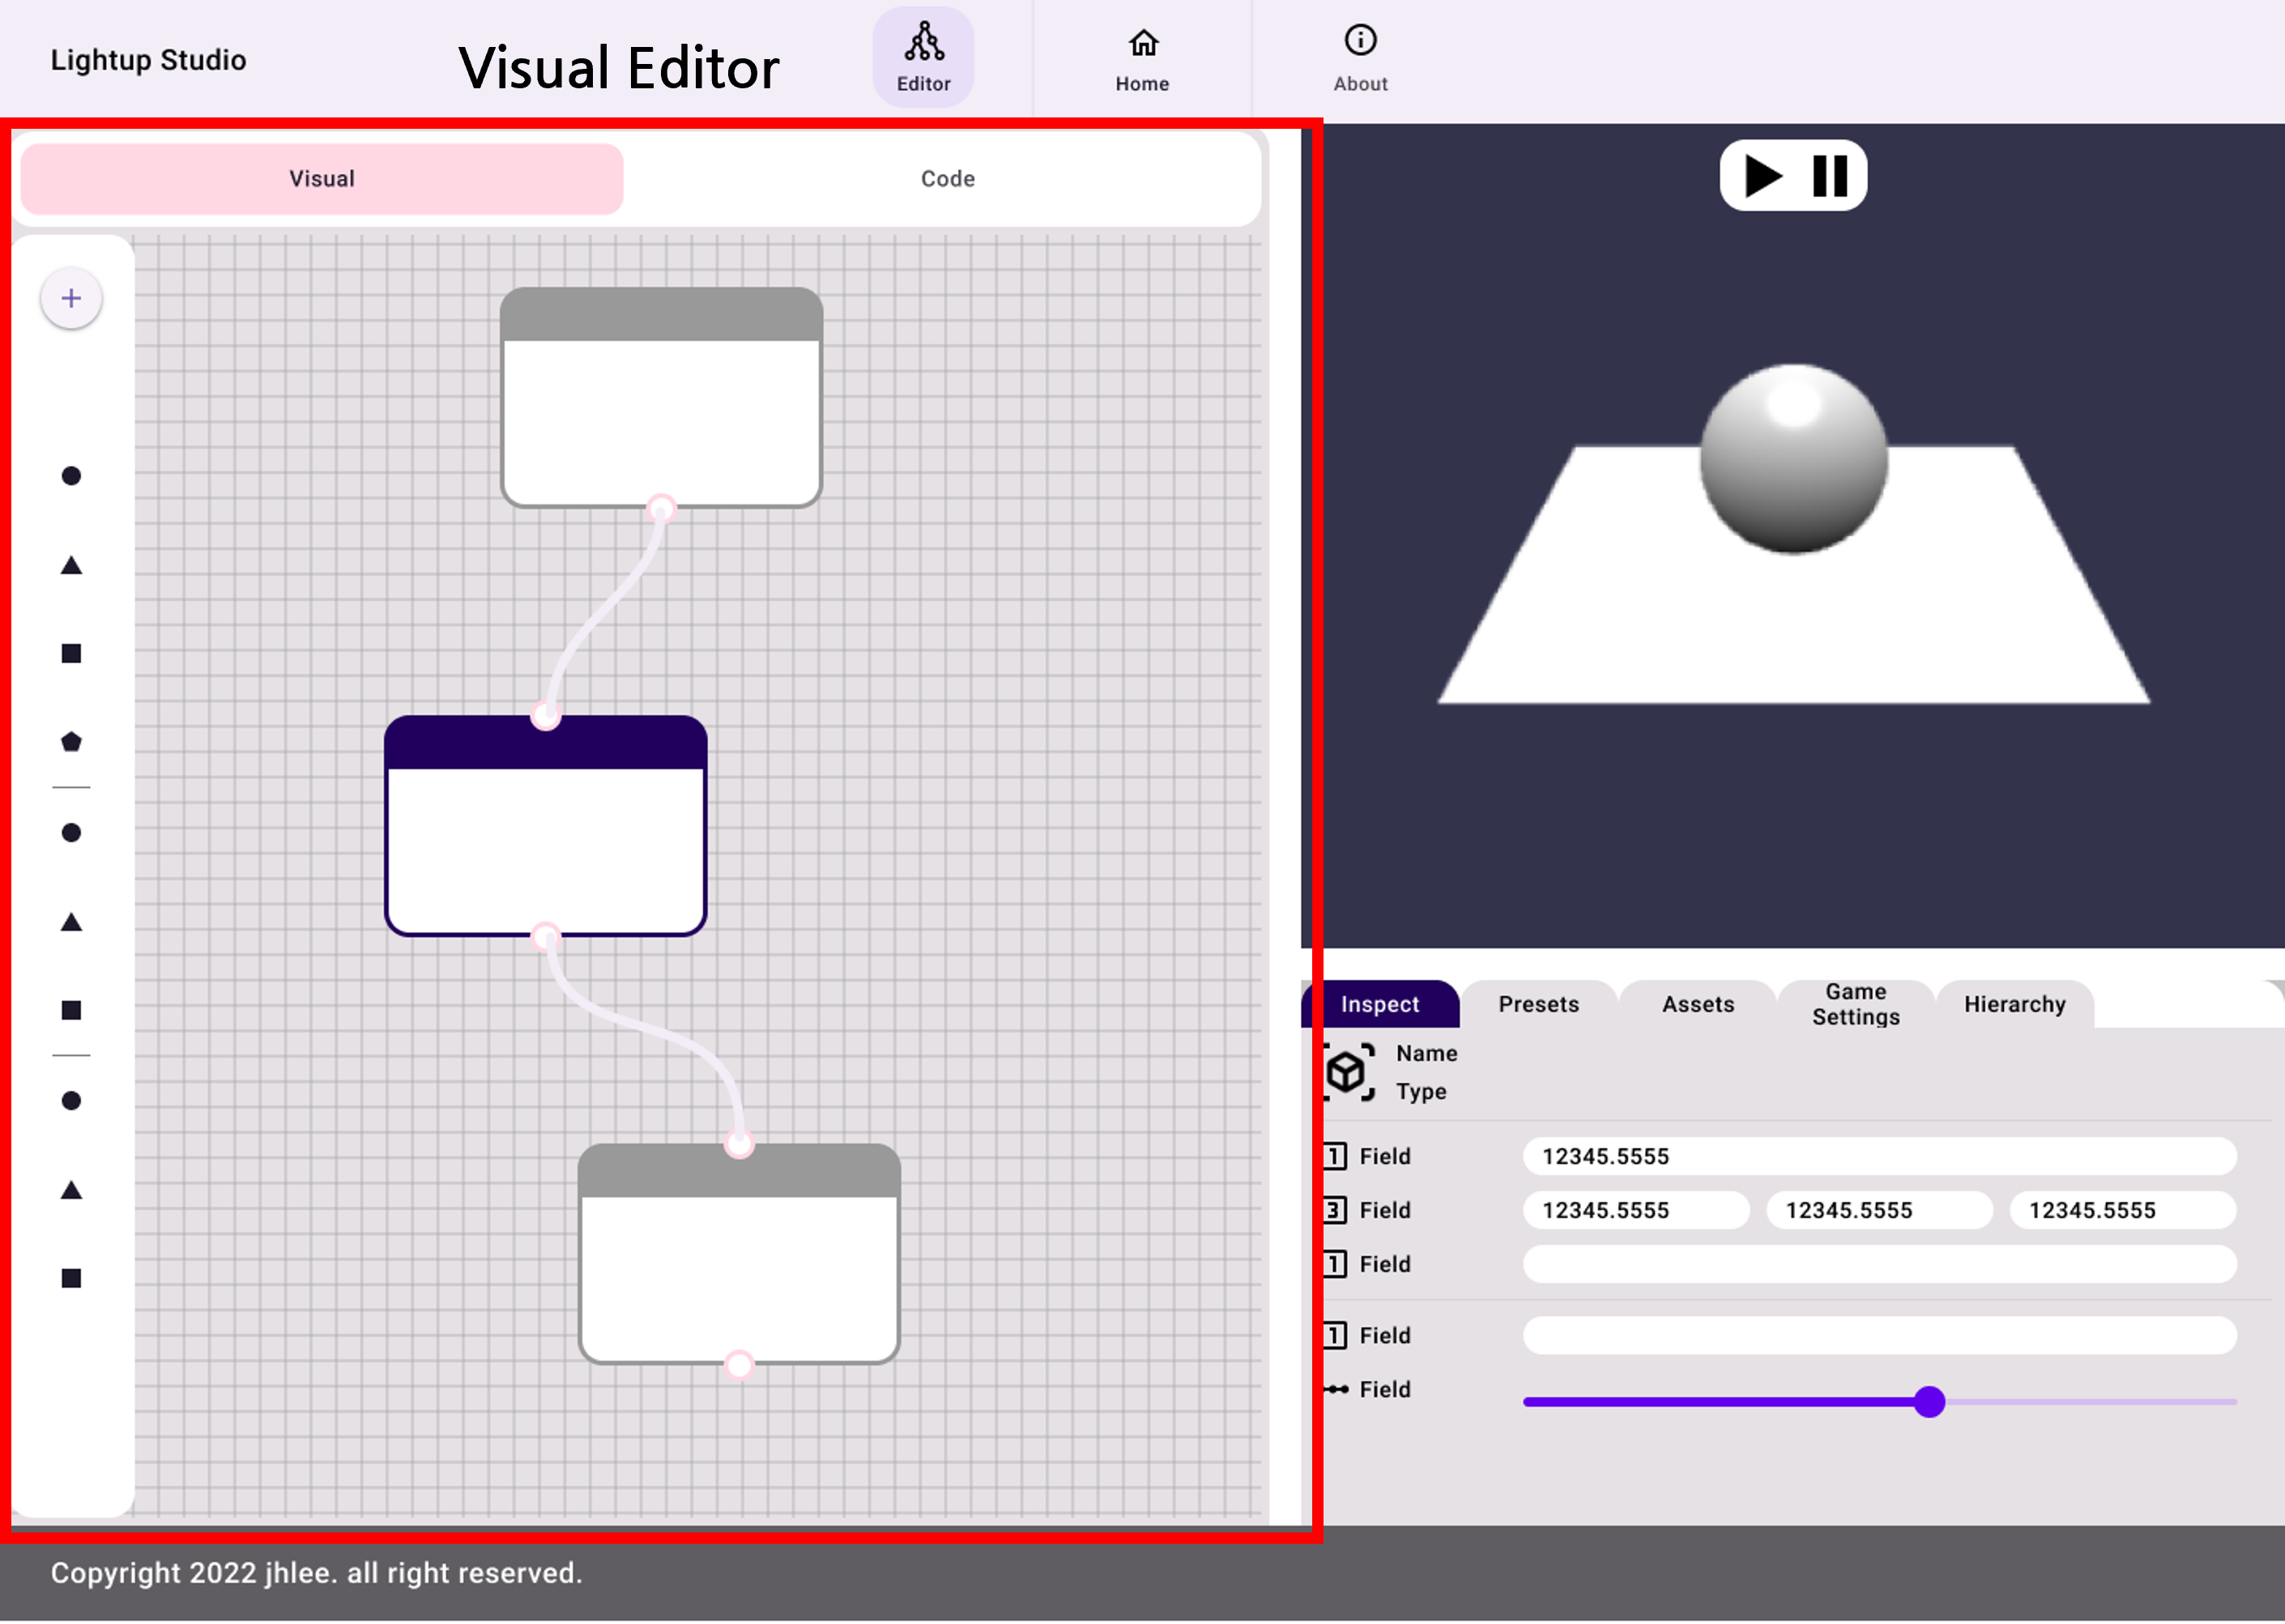 Lightup Studio
Visual Editor
Editor
Home
About
Visual
Code
Inspect
Presets
Assets
Game
Settings
Hierarchy
Name
Type
1 Field 12345.5555
3 Field 12345.5555 12345.5555 12345.5555
1 Field
1 Field
Field
Copyright 2022 jhlee. all right reserved.